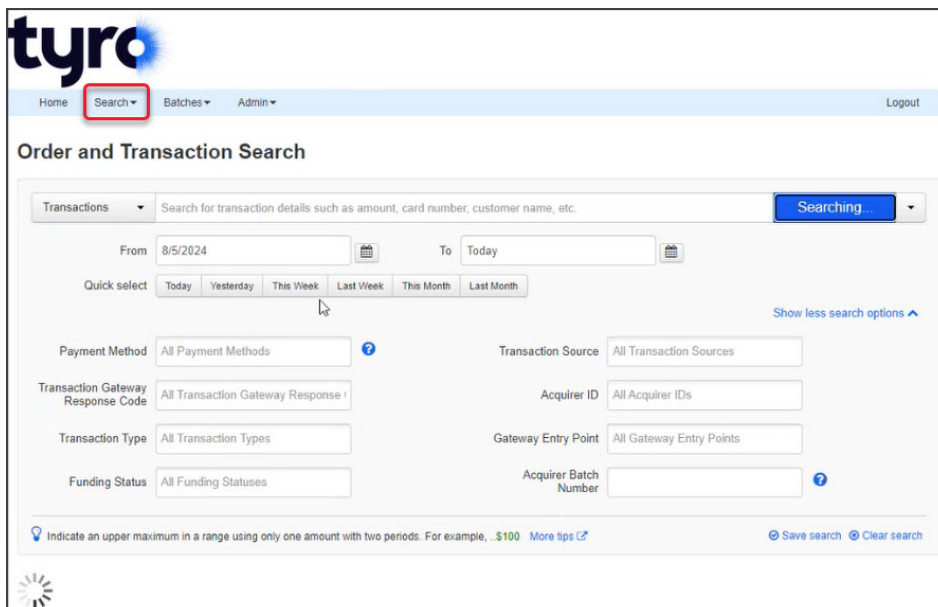 tyro
Home Search Batches Admin Logout
Order and Transaction Search
Transactions Search for transaction details such as amount, card number, customer name, etc. Searching...
From 8/5/2024 To Today
Quick select Today Yesterday This Week Last Week This Month Last Month
Show less search options
Payment Method All Payment Methods ? Transaction Source All Transaction Sources
Transaction Gateway
Response Code All Transaction Gateway Response Acquirer ID All Acquirer IDs
Transaction Type All Transaction Types Gateway Entry Point All Gateway Entry Points
Funding Status All Funding Statuses Acquirer Batch
Number ?
Indicate an upper maximum in a range using only one amount with two periods. For example, ..$100 More tips Save search Clear search